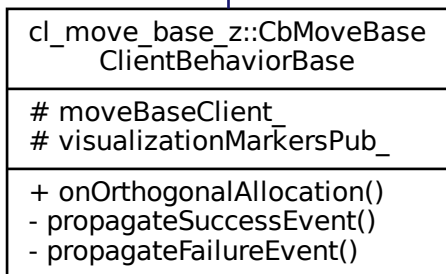 cl_move_base_z::CbMoveBase
ClientBehaviorBase
# moveBaseClient_
# visualizationMarkersPub_
+ onOrthogonalAllocation()
- propagateSuccessEvent()
- propagateFailureEvent()